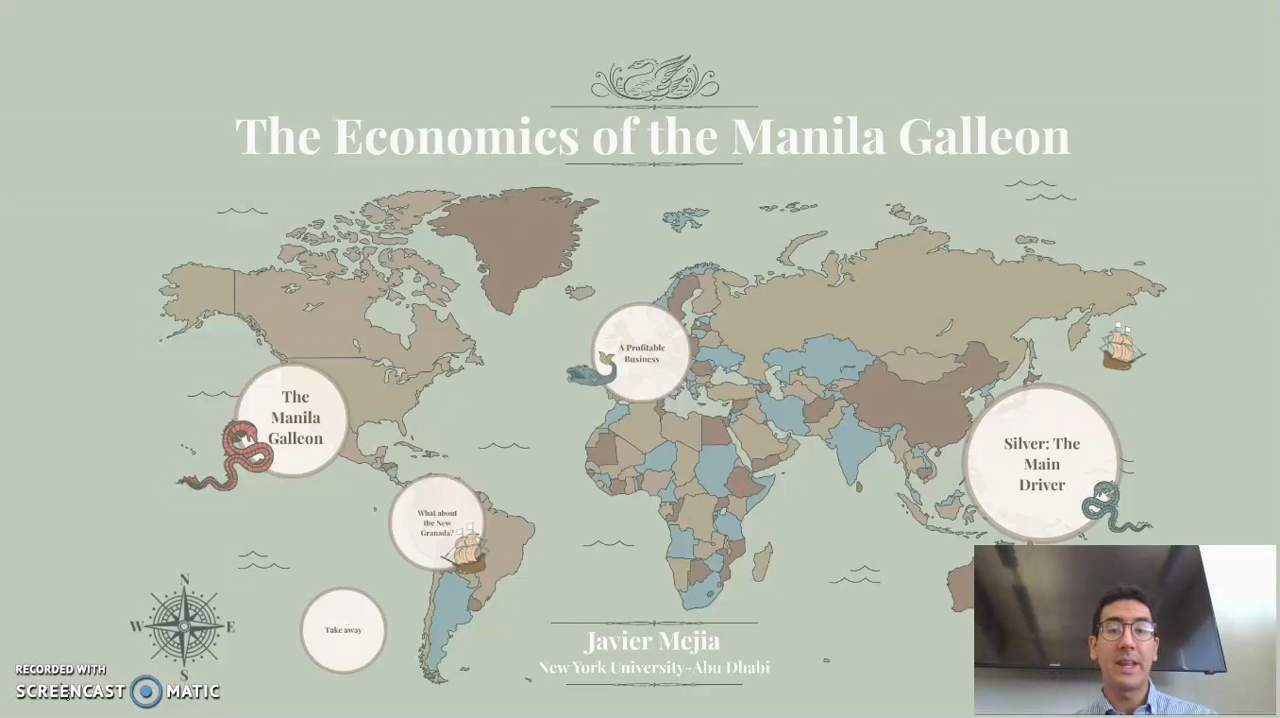 The Economics of the Manila Galleon
A Profitable
Business
The
Manila
Galleon
Silver: The
Main
Driver
What about
the New
Granada?
N
W
E
S
Take away
Javier Mejia
New York University-Abu Dhabi
RECORDED WITH
SCREENCAST MATIC